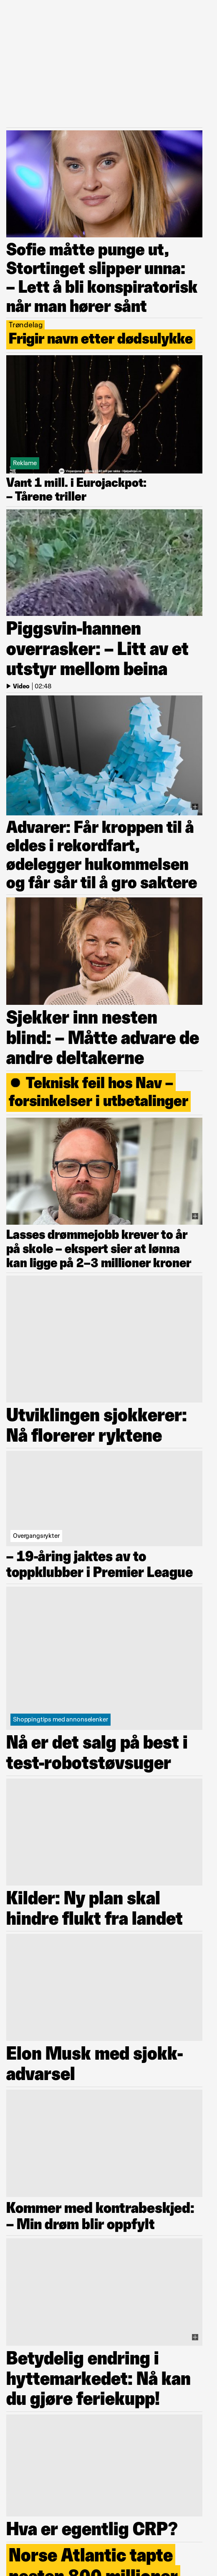 Sofie måtte punge ut,
Stortinget slipper unna:
– Lett å bli konspiratorisk
når man hører sånt
Trøndelag
Frigir navn etter dødsulykke
Reklame
Vant 1 mill. i Eurojackpot:
– Tårene triller
Piggsvin-hannen
overrasker: – Litt av et
utstyr mellom beina
Video | 02:48
Advarer: Får kroppen til å
eldes i rekordfart,
ødelegger hukommelsen
og får sår til å gro saktere
Sjekker inn nesten
blind: – Måtte advare de
andre deltakerne
Teknisk feil hos Nav –
forsinkelser i utbetalinger
Lasses drømmejobb krever to år
på skole – ekspert sier at lønna
kan ligge på 2–3 millioner kroner
Utviklingen sjokkerer:
Nå florerer ryktene
Overgangsrykter
– 19-åring jaktes av to
toppklubber i Premier League
Shoppingtips med annonselenker
Nå er det salg på best i
test-robotstøvsuger
Kilder: Ny plan skal
hindre flukt fra landet
Elon Musk med sjokk-
advarsel
Kommer med kontrabeskjed:
– Min drøm blir oppfylt
Betydelig endring i
hyttemarkedet: Nå kan
du gjøre feriekupp!
Hva er egentlig CRP?
Norse Atlantic tapte
nesten 800 millioner